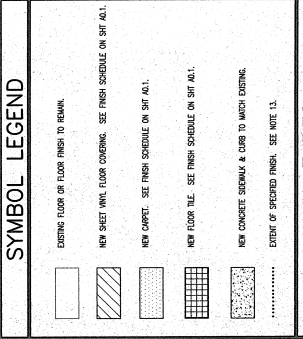 SYMBOL LEGEND
EXISTING FLOOR OR FLOOR FINISH TO REMAIN.
NEW SHEET VINYL FLOOR COVERING. SEE FINISH SCHEDULE ON SHT A0.1.
NEW CARPET. SEE FINISH SCHEDULE ON SHT A0.1.
NEW FLOOR TILE. SEE FINISH SCHEDULE ON SHT A0.1.
NEW CONCRETE SIDEWALK & CURB TO MATCH EXISTING.
EXTENT OF SPECIFIED FINISH. SEE NOTE 13.